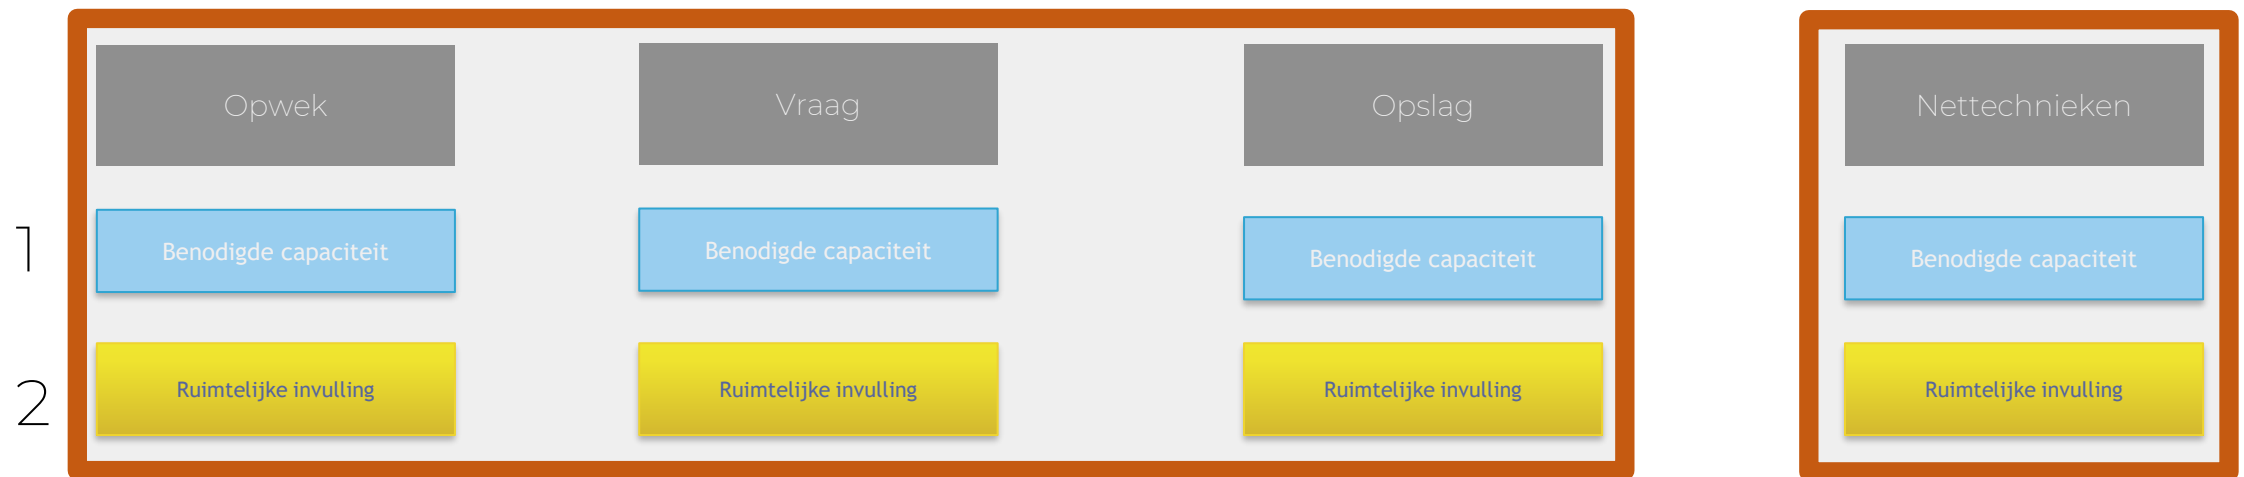 Opwek
Vraag
Opslag
Nettechnieken
1
Benodigde capaciteit
Benodigde capaciteit
Benodigde capaciteit
Benodigde capaciteit
2
Ruimtelijke invulling
Ruimtelijke invulling
Ruimtelijke invulling
Ruimtelijke invulling